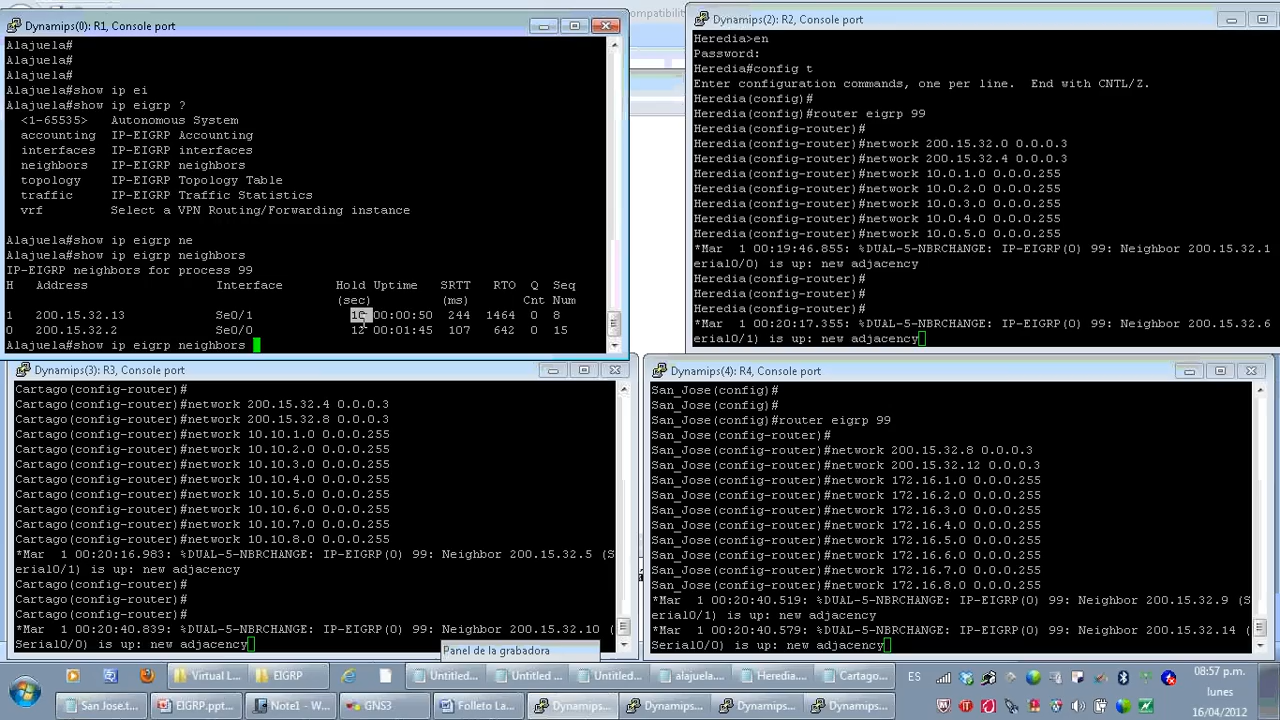 ompatibility
Dynamips(0): R1, Console port
Alajuela#
Alajuela#
Alajuela#
Alajuela#show ip ei
Alajuela#show ip eigrp ?
<1-65535>   Autonomous System
accounting  IP-EIGRP Accounting
interfaces  IP-EIGRP interfaces
neighbors   IP-EIGRP neighbors
topology    IP-EIGRP Topology Table
traffic     IP-EIGRP Traffic Statistics
vrf         Select a VPN Routing/Forwarding instance
Alajuela#show ip eigrp ne
Alajuela#show ip eigrp neighbors
IP-EIGRP neighbors for process 99
H   Address   Interface   Hold Uptime   SRTT   RTO  Q  Seq
(sec)   (ms)   Cnt Num
1   200.15.32.13   Se0/1   00:00:50  244  1464  0  8
0   200.15.32.2   Se0/0   12 00:01:45  107   642  0  15
Alajuela#show ip eigrp neighbors
Dynamips(2): R2, Console port
Heredia>en
Password:
Heredia#config t
Enter configuration commands, one per line.  End with CNTL/Z.
Heredia(config)#
Heredia(config)#router eigrp 99
Heredia(config-router)#
Heredia(config-router)#network 200.15.32.0 0.0.0.3
Heredia(config-router)#network 200.15.32.4 0.0.0.3
Heredia(config-router)#network 10.0.1.0 0.0.0.255
Heredia(config-router)#network 10.0.2.0 0.0.0.255
Heredia(config-router)#network 10.0.3.0 0.0.0.255
Heredia(config-router)#network 10.0.4.0 0.0.0.255
Heredia(config-router)#network 10.0.5.0 0.0.0.255
*Mar  1 00:19:46.855: %DUAL-5-NBRCHANGE: IP-EIGRP(0) 99: Neighbor 200.15.32.1
erial0/0) is up: new adjacency
Heredia(config-router)#
Heredia(config-router)#
Heredia(config-router)#
*Mar  1 00:20:17.355: %DUAL-5-NBRCHANGE: IP-EIGRP(0) 99: Neighbor 200.15.32.6
erial0/1) is up: new adjacency
Dynamips(3): R3, Console port
Cartago(config-router)#
Cartago(config-router)#network 200.15.32.4 0.0.0.3
Cartago(config-router)#network 200.15.32.8 0.0.0.3
Cartago(config-router)#network 10.10.1.0 0.0.0.255
Cartago(config-router)#network 10.10.2.0 0.0.0.255
Cartago(config-router)#network 10.10.3.0 0.0.0.255
Cartago(config-router)#network 10.10.4.0 0.0.0.255
Cartago(config-router)#network 10.10.5.0 0.0.0.255
Cartago(config-router)#network 10.10.6.0 0.0.0.255
Cartago(config-router)#network 10.10.7.0 0.0.0.255
Cartago(config-router)#network 10.10.8.0 0.0.0.255
*Mar  1 00:20:16.983: %DUAL-5-NBRCHANGE: IP-EIGRP(0) 99: Neighbor 200.15.32.5 (S
erial0/1) is up: new adjacency
Cartago(config-router)#
Cartago(config-router)#
Cartago(config-router)#
*Mar  1 00:20:40.839: %DUAL-5-NBRCHANGE: IP-EIGRP(0) 99: Neighbor 200.15.32.10 (
Serial0/0) is up: new adjacency
Dynamips(4): R4, Console port
San_Jose(config)#
San_Jose(config)#
San_Jose(config)#router eigrp 99
San_Jose(config-router)#
San_Jose(config-router)#network 200.15.32.8 0.0.0.3
San_Jose(config-router)#network 200.15.32.12 0.0.0.3
San_Jose(config-router)#network 172.16.1.0 0.0.0.255
San_Jose(config-router)#network 172.16.2.0 0.0.0.255
San_Jose(config-router)#network 172.16.3.0 0.0.0.255
San_Jose(config-router)#network 172.16.4.0 0.0.0.255
San_Jose(config-router)#network 172.16.5.0 0.0.0.255
San_Jose(config-router)#network 172.16.6.0 0.0.0.255
San_Jose(config-router)#network 172.16.7.0 0.0.0.255
San_Jose(config-router)#network 172.16.8.0 0.0.0.255
*Mar  1 00:20:40.519: %DUAL-5-NBRCHANGE: IP-EIGRP(0) 99: Neighbor 200.15.32.9 (S
erial0/1) is up: new adjacency
*Mar  1 00:20:40.579: %DUAL-5-NBRCHANGE: IP-EIGRP(0) 99: Neighbor 200.15.32.14 (
Serial0/0) is up: new adjacency
Panel de la grabadora
Virtual L... EIGRP Untitled... Untitled ... Untitled... alajuela... Heredia... Cartago... ES
08:57 p.m.
lunes
16/04/2012
San Jose.t... EIGRP.ppt... Note1 - W... GNS3 Folleto La... Dynamips... Dynamips... Dynamips... Dynamips...